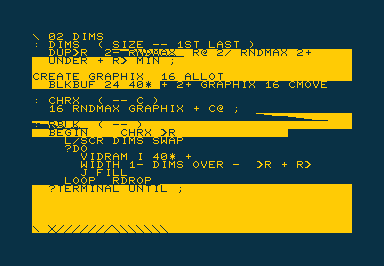 \ 02 DIMS
: DIMS  ( SIZE -- 1ST LAST )
  DUP>R  2= RNDMAX  R@ 2/ RNDMAX 2+
  UNDER + R> MIN ;
CREATE GRAPHIX  16 ALLOT
  BLKBUF 24 40* + 2+ GRAPHIX 16 CMOVE
: CHRX  ( -- C )
  16 RNDMAX GRAPHIX + C@ ;
: RBLK  ( -- )
  BEGIN    CHRX >R
    L/SCR DIMS SWAP
    ?DO
      VIDRAM I 40* +
      WIDTH 1- DIMS OVER -  >R + R>
      J FILL
    LOOP  RDROP
  ?TERMINAL UNTIL ;
\ X///////\\\\\\\